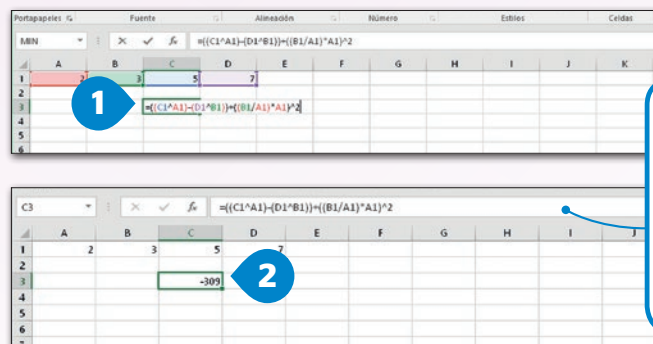 Portapapeles Fuente Alineación Número Estilos Celdas
MIN =((C1^A1)-(D1^B1))+((B1/A1)*A1)^2
A B C D E F G H I J K
1 2 3 5 7
2
3 =((C1^A1)-(D1^B1))+((B1/A1)*A1)^2
4
5
6
1
C3 =((C1^A1)-(D1^B1))+((B1/A1)*A1)^2
A B C D E F G H I J
1 2 3 5 7
2
3 -309
4
5
6
2